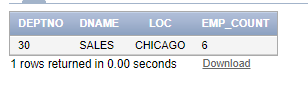 DEPTNO DNAME LOC EMP_COUNT
30 SALES CHICAGO 6
1 rows returned in 0.00 seconds Download